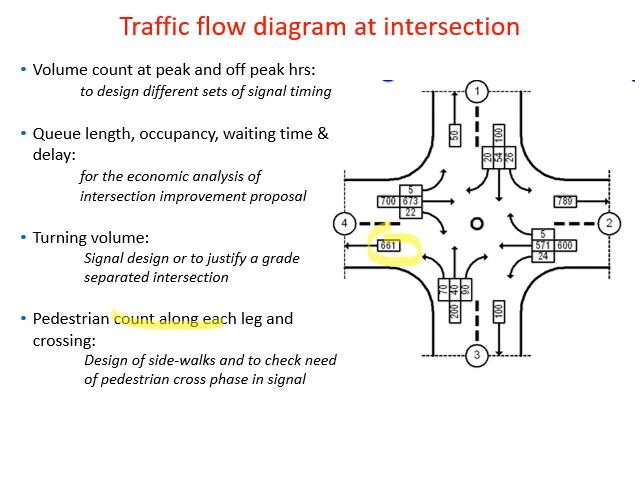 Traffic flow diagram at intersection
• Volume count at peak and off peak hrs:
to design different sets of signal timing
• Queue length, occupancy, waiting time &
delay:
for the economic analysis of
intersection improvement proposal
• Turning volume:
Signal design or to justify a grade
separated intersection
• Pedestrian count along each leg and
crossing:
Design of side-walks and to check need
of pedestrian cross phase in signal
1
50
100
20 54 26
5
700 673
22
789
4
2
661
5
571 600
24
70 40 90
200
100
3